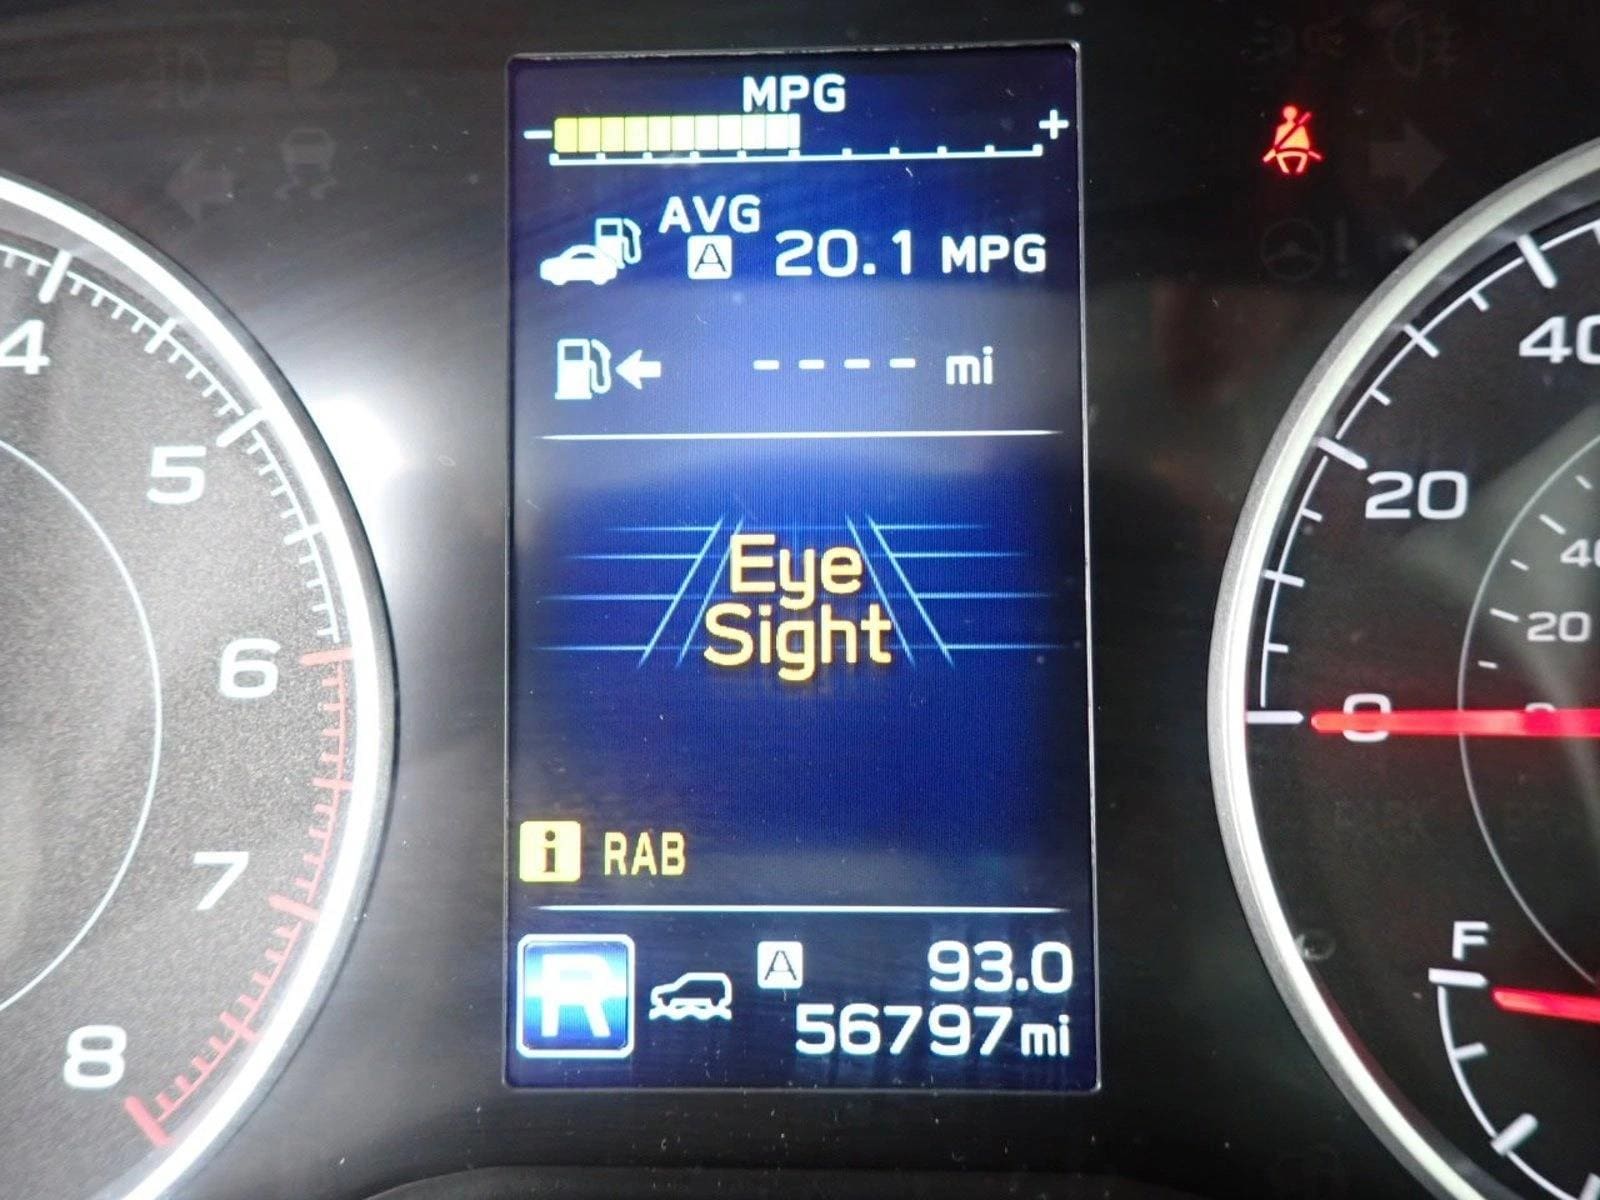 MPG
- +
AVG
A 20.1 MPG
---- mi
Eye
Sight
i RAB
R A 93.0
56797 mi
4
5
6
7
8
40
20
0
40
20
F